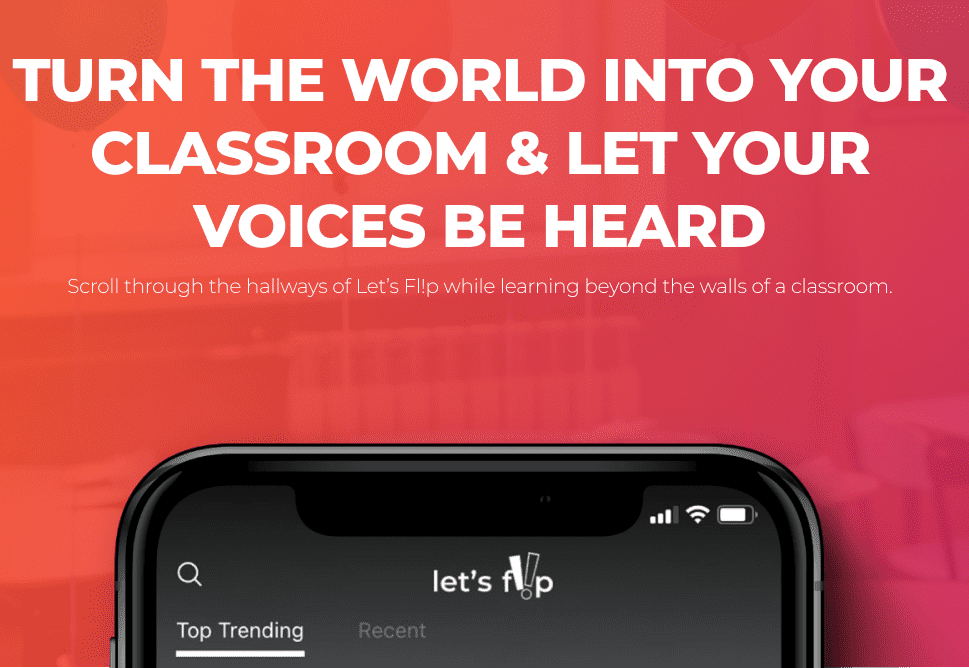 TURN THE WORLD INTO YOUR
CLASSROOM & LET YOUR
VOICES BE HEARD
Scroll through the hallways of Let's Fl!p while learning beyond the walls of a classroom.
let's fl!p
Top Trending
Recent